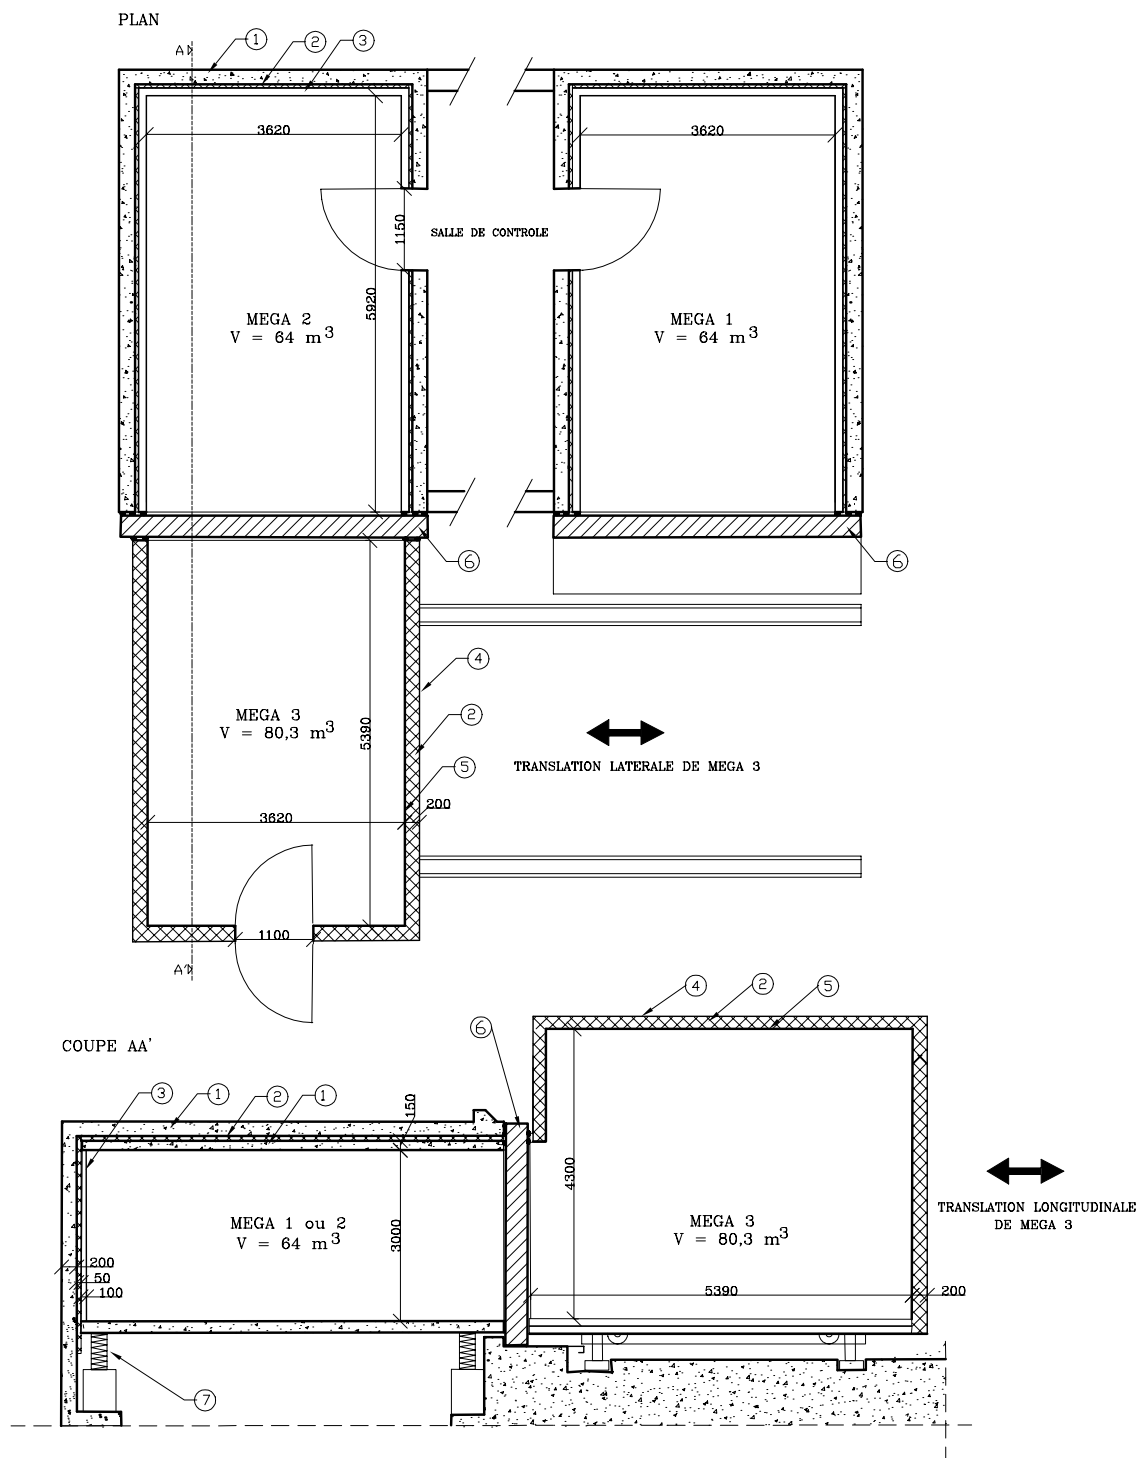 PLAN
A
1
2
3
3620
3620
1150
SALLE DE CONTROLE
5920
MEGA 2
V = 64 m³
MEGA 1
V = 64 m³
6
6
4
MEGA 3
V = 80,3 m³
2
5390
TRANSLATION LATERALE DE MEGA 3
5
200
3620
1100
A'
4
2
5
6
COUPE AA'
3
1
2
1
150
4300
TRANSLATION LONGITUDINALE
DE MEGA 3
MEGA 1 ou 2
V = 64 m³
3000
MEGA 3
V = 80,3 m³
200
50
100
5390
200
7